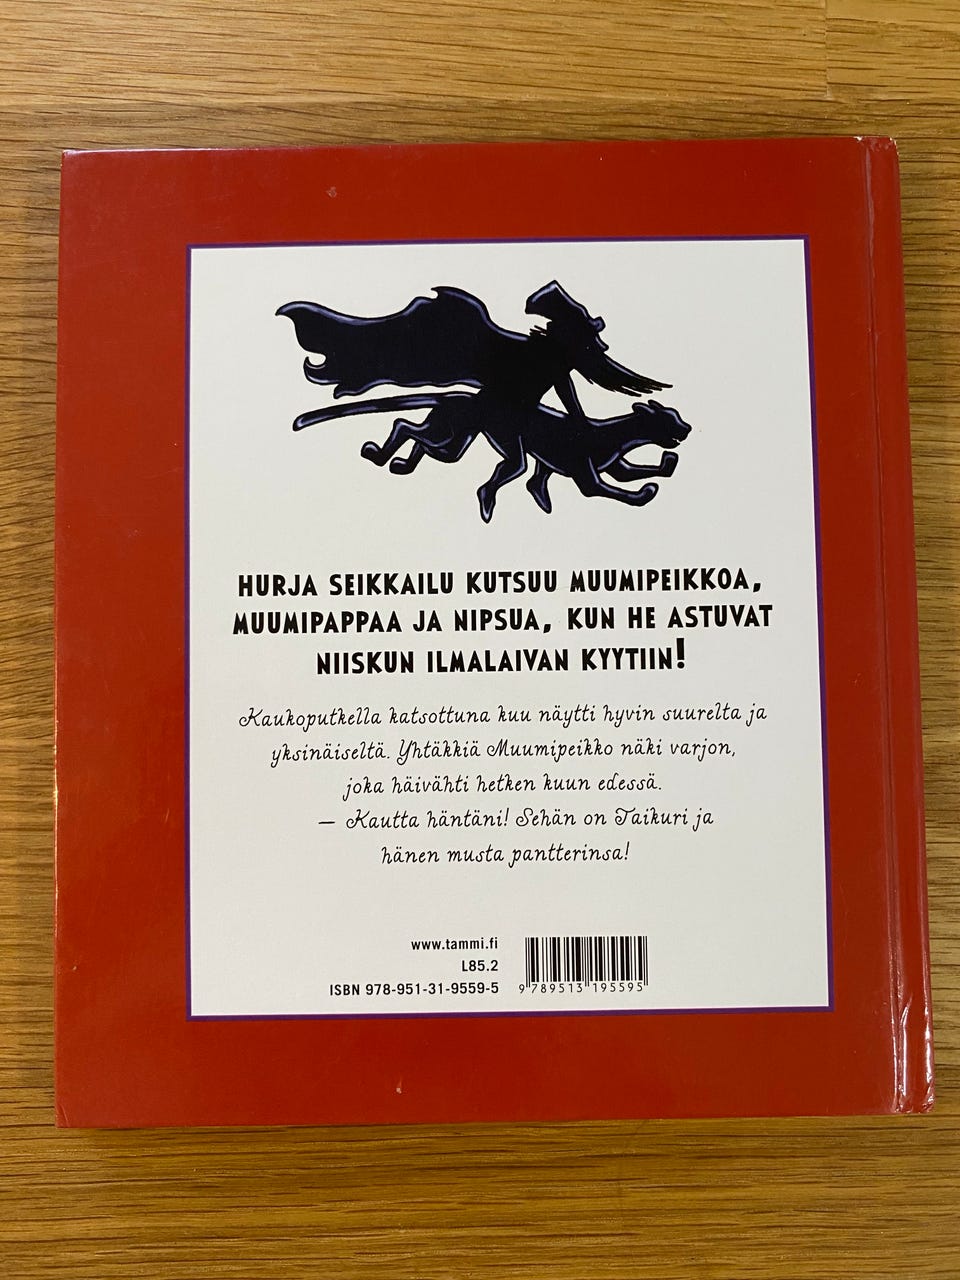 HURJA SEIKKAILU KUTSUU MUUMIPEIKKOA,
MUUMIPAPPAA JA NIPSUA, KUN HE ASTUVAT
NIISKUN ILMALAIVAN KYYTIIN!
Kaukoputkella katsottuna kuu näytti hyvin suurelta ja
yksinäiseltä. Yhtäkkiä Muumipeikko näki varjon,
joka häivähti hetken kuun edessä.
— Kautta häntäni! Sehän on Taikuri ja
hänen musta pantterinsa!
www.tammi.fi
L85.2
ISBN 978-951-31-9559-5
9 789513 195595